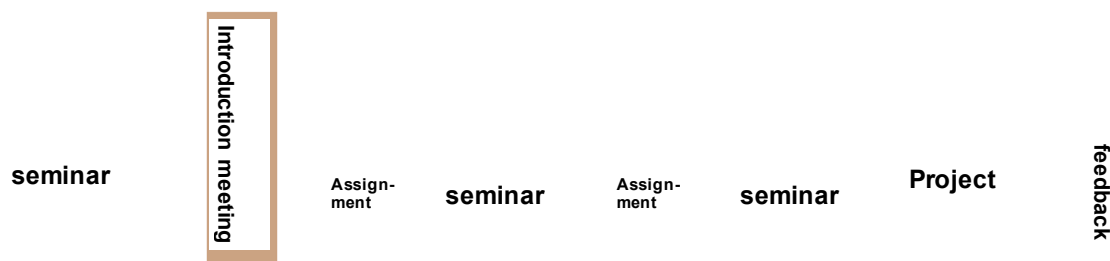 seminar
Introduction meeting
Assign-
ment
seminar
Assign-
ment
seminar
Project
feedback